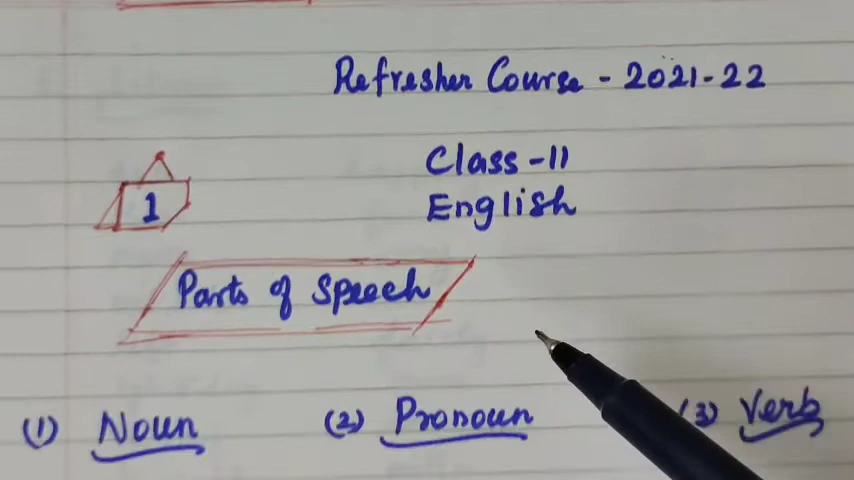 Refresher Course - 2021-22
Class - 11
English
1
Parts of Speech
(1) Noun (2) Pronoun (3) Verb